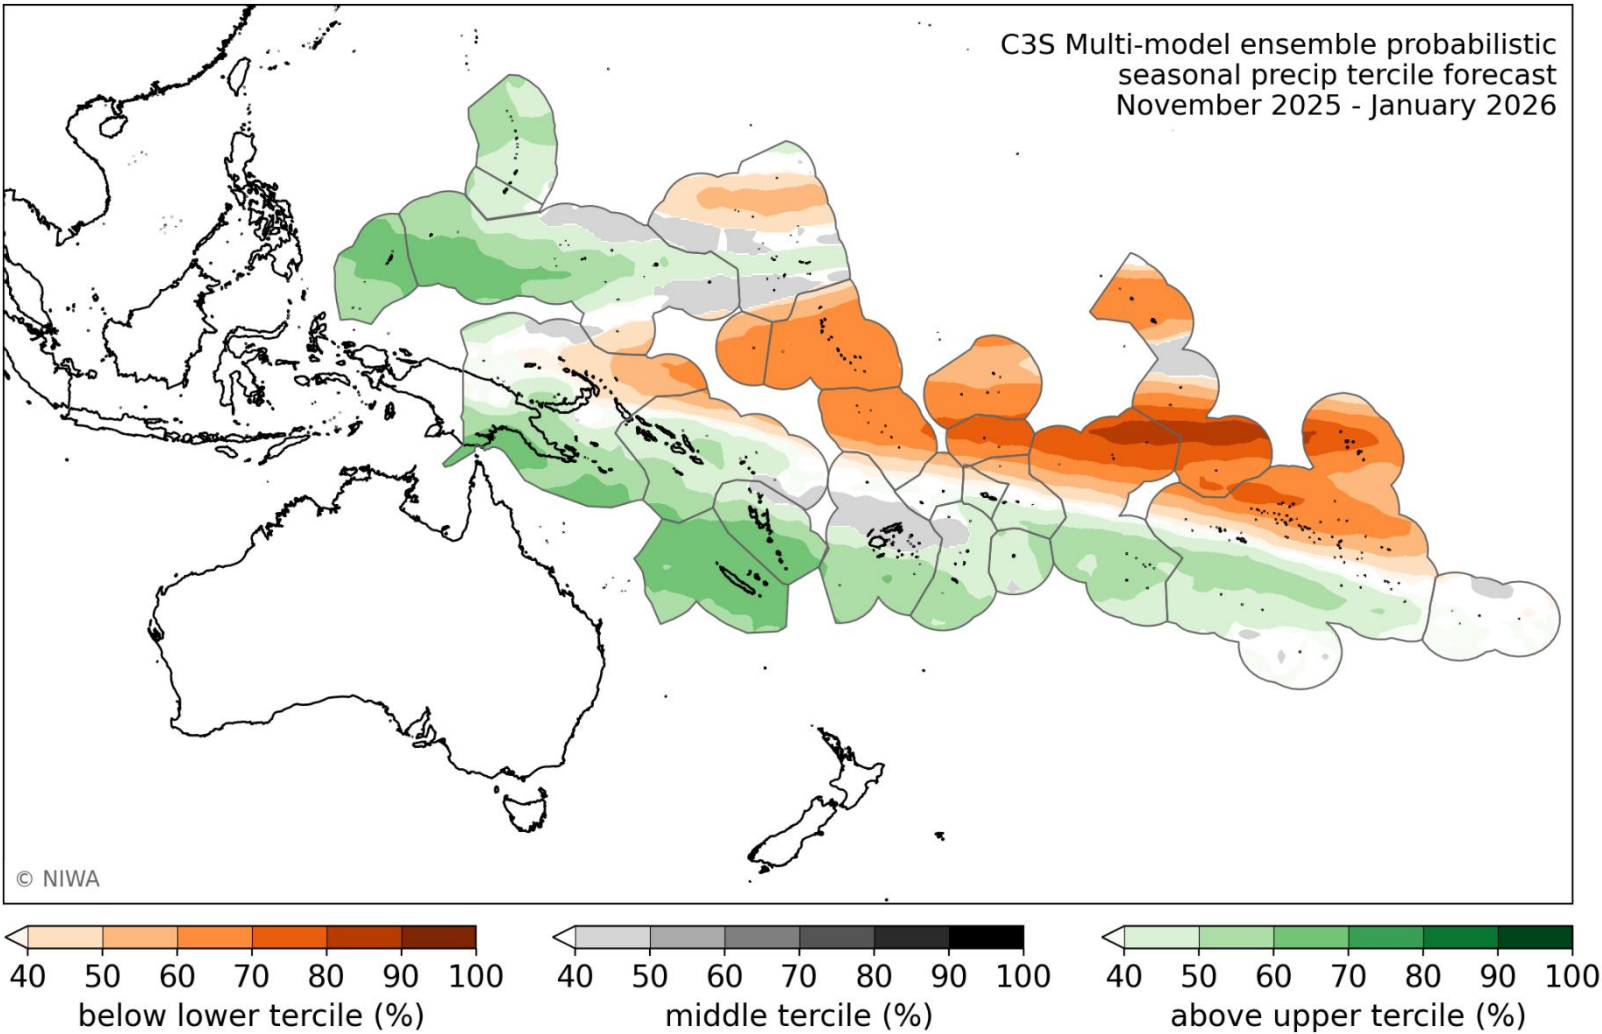 C3S Multi-model ensemble probabilistic
seasonal precip tercile forecast
November 2025 - January 2026
© NIWA
40 50 60 70 80 90 100
below lower tercile (%)
40 50 60 70 80 90 100
middle tercile (%)
40 50 60 70 80 90 100
above upper tercile (%)